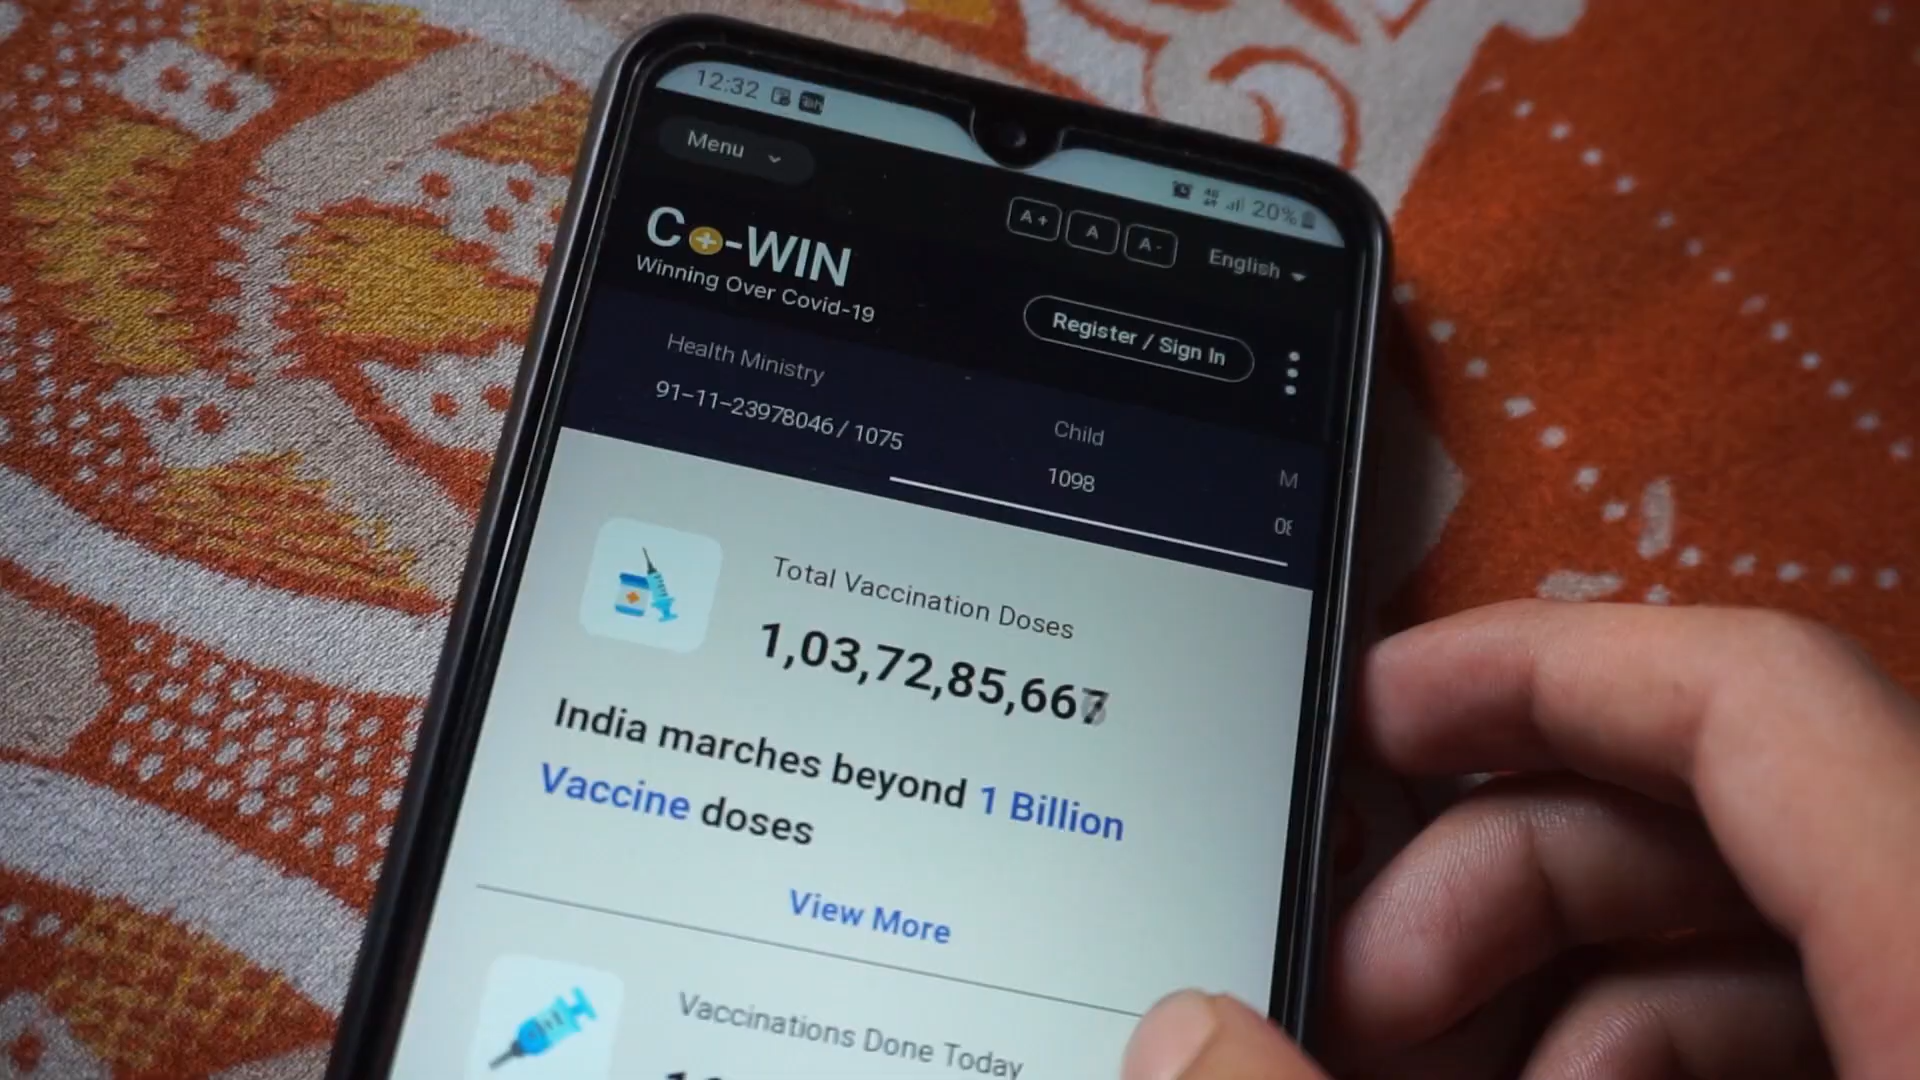 12:32
20%
Menu
A+ A A-
English
Co-WIN
Winning Over Covid-19
Register / Sign In
Health Ministry
91-11-23978046 / 1075
Child
1098
Total Vaccination Doses
1,03,72,85,667
India marches beyond 1 Billion
Vaccine doses
View More
Vaccinations Done Today